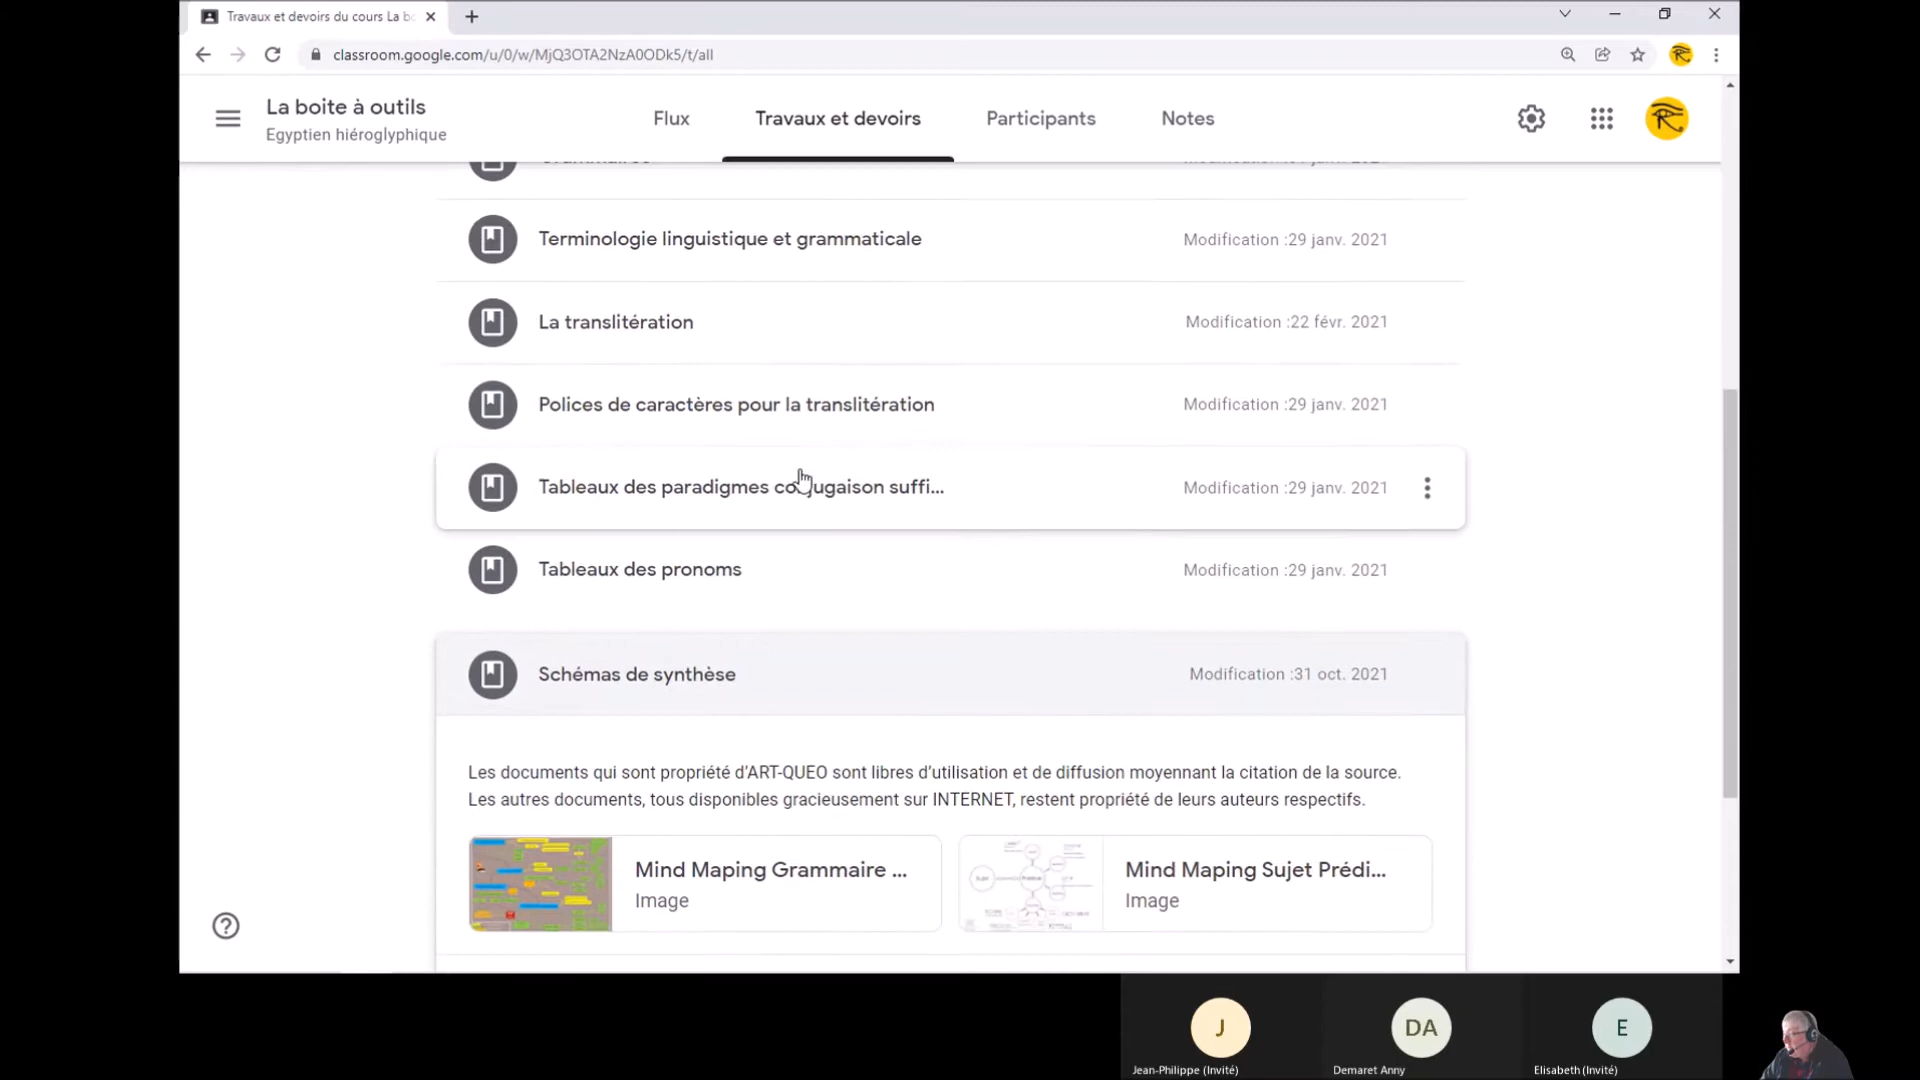 Travaux et devoirs du cours La bo
classroom.google.com/u/0/w/MjQ3OTA2NzA0ODk5/t/all
La boite à outils
Egyptien hiéroglyphique
Flux
Travaux et devoirs
Participants
Notes
Terminologie linguistique et grammaticale
Modification :29 janv. 2021
La translitération
Modification :22 févr. 2021
Polices de caractères pour la translitération
Modification :29 janv. 2021
Tableaux des paradigmes conjugaison suffi...
Modification :29 janv. 2021
Tableaux des pronoms
Modification :29 janv. 2021
Schémas de synthèse
Modification :31 oct. 2021
Les documents qui sont propriété d’ART-QUEO sont libres d’utilisation et de diffusion moyennant la citation de la source.
Les autres documents, tous disponibles gracieusement sur INTERNET, restent propriété de leurs auteurs respectifs.
Mind Maping Grammaire ...
Image
Mind Maping Sujet Prédi...
Image
J
DA
E
Jean-Philippe (Invité)
Demaret Anny
Elisabeth (Invité)